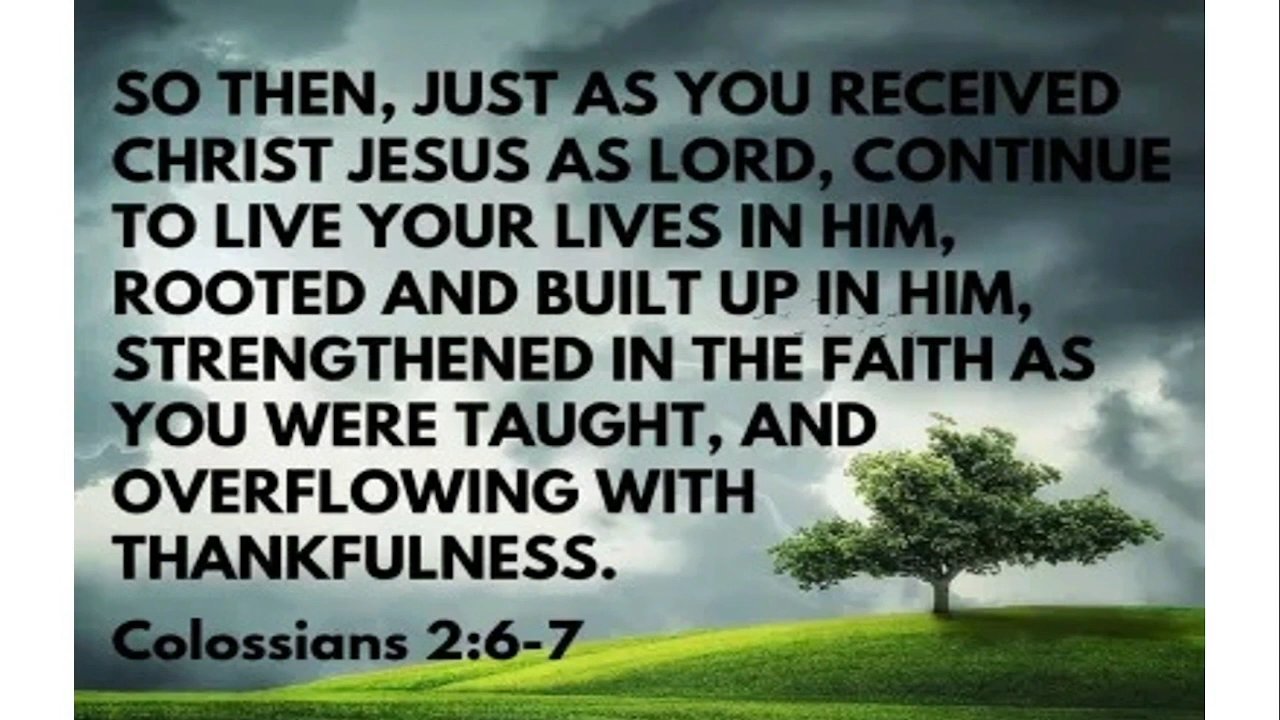 SO THEN, JUST AS YOU RECEIVED
CHRIST JESUS AS LORD, CONTINUE
TO LIVE YOUR LIVES IN HIM,
ROOTED AND BUILT UP IN HIM,
STRENGTHENED IN THE FAITH AS
YOU WERE TAUGHT, AND
OVERFLOWING WITH
THANKFULNESS.
Colossians 2:6-7